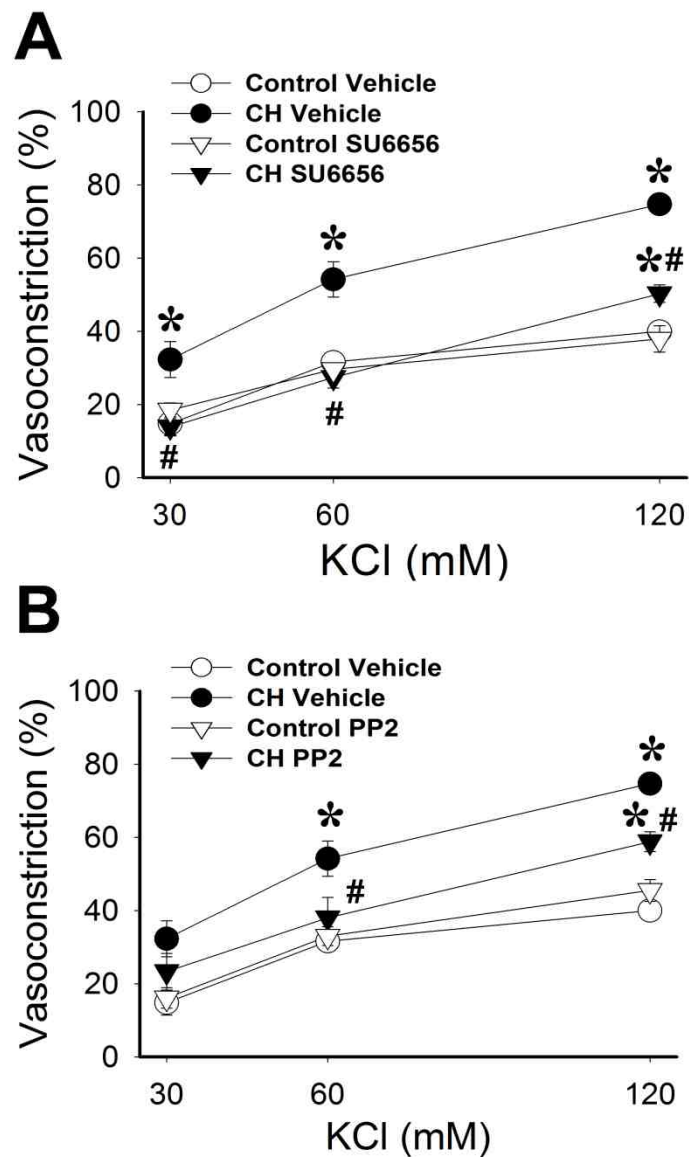 A
Control Vehicle
CH Vehicle
Control SU6656
CH SU6656
Vasoconstriction (%)
100
80
60
40
20
0
*
*
*
*#
#
#
30 60 120
KCl (mM)
B
Control Vehicle
CH Vehicle
Control PP2
CH PP2
Vasoconstriction (%)
100
80
60
40
20
0
*
*
*#
#
30 60 120
KCl (mM)